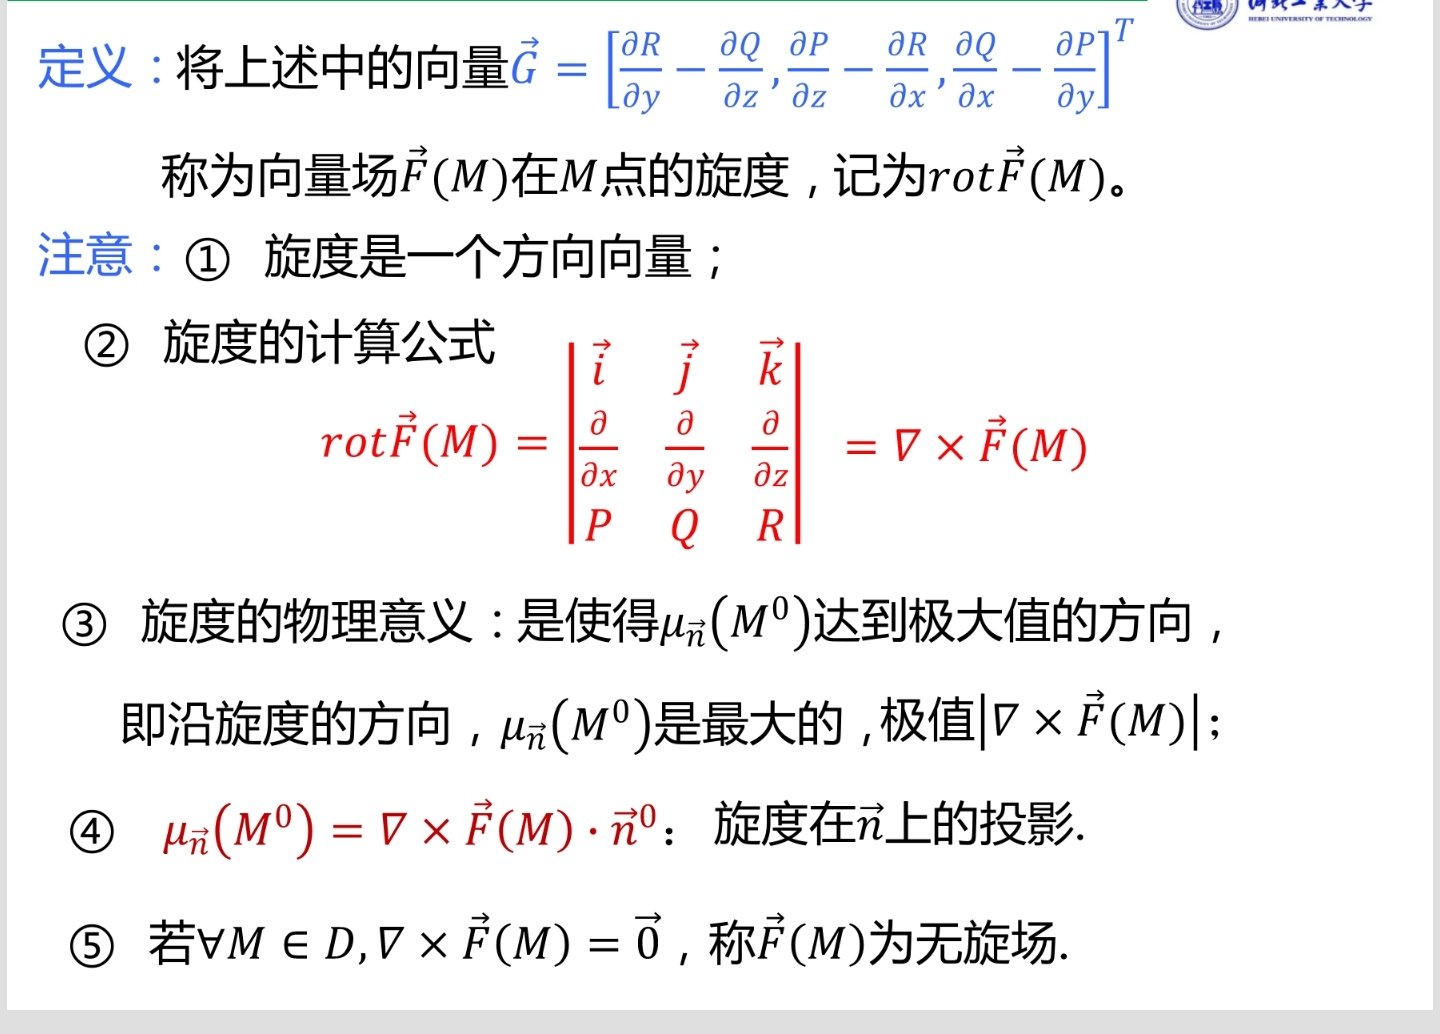 HEBEI UNIVERSITY OF TECHNOLOGY
定义：将上述中的向量$\vec{G} = \left[\frac{\partial R}{\partial y} - \frac{\partial Q}{\partial z}, \frac{\partial P}{\partial z} - \frac{\partial R}{\partial x}, \frac{\partial Q}{\partial x} - \frac{\partial P}{\partial y}\right]^T$
称为向量场$\vec{F}(M)$在$M$点的旋度，记为$rot\vec{F}(M)$。
注意：① 旋度是一个方向向量；
② 旋度的计算公式
$rot\vec{F}(M) = \begin{vmatrix} \vec{i} & \vec{j} & \vec{k} \\ \frac{\partial}{\partial x} & \frac{\partial}{\partial y} & \frac{\partial}{\partial z} \\ P & Q & R \end{vmatrix} = \nabla \times \vec{F}(M)$
③ 旋度的物理意义：是使得$\mu_{\vec{n}}(M^0)$达到极大值的方向，
即沿旋度的方向，$\mu_{\vec{n}}(M^0)$是最大的，极值$|\nabla \times \vec{F}(M)|$；
④ $\mu_{\vec{n}}(M^0) = \nabla \times \vec{F}(M) \cdot \vec{n}^0$：旋度在$\vec{n}$上的投影.
⑤ 若$\forall M \in D, \nabla \times \vec{F}(M) = \vec{0}$，称$\vec{F}(M)$为无旋场.